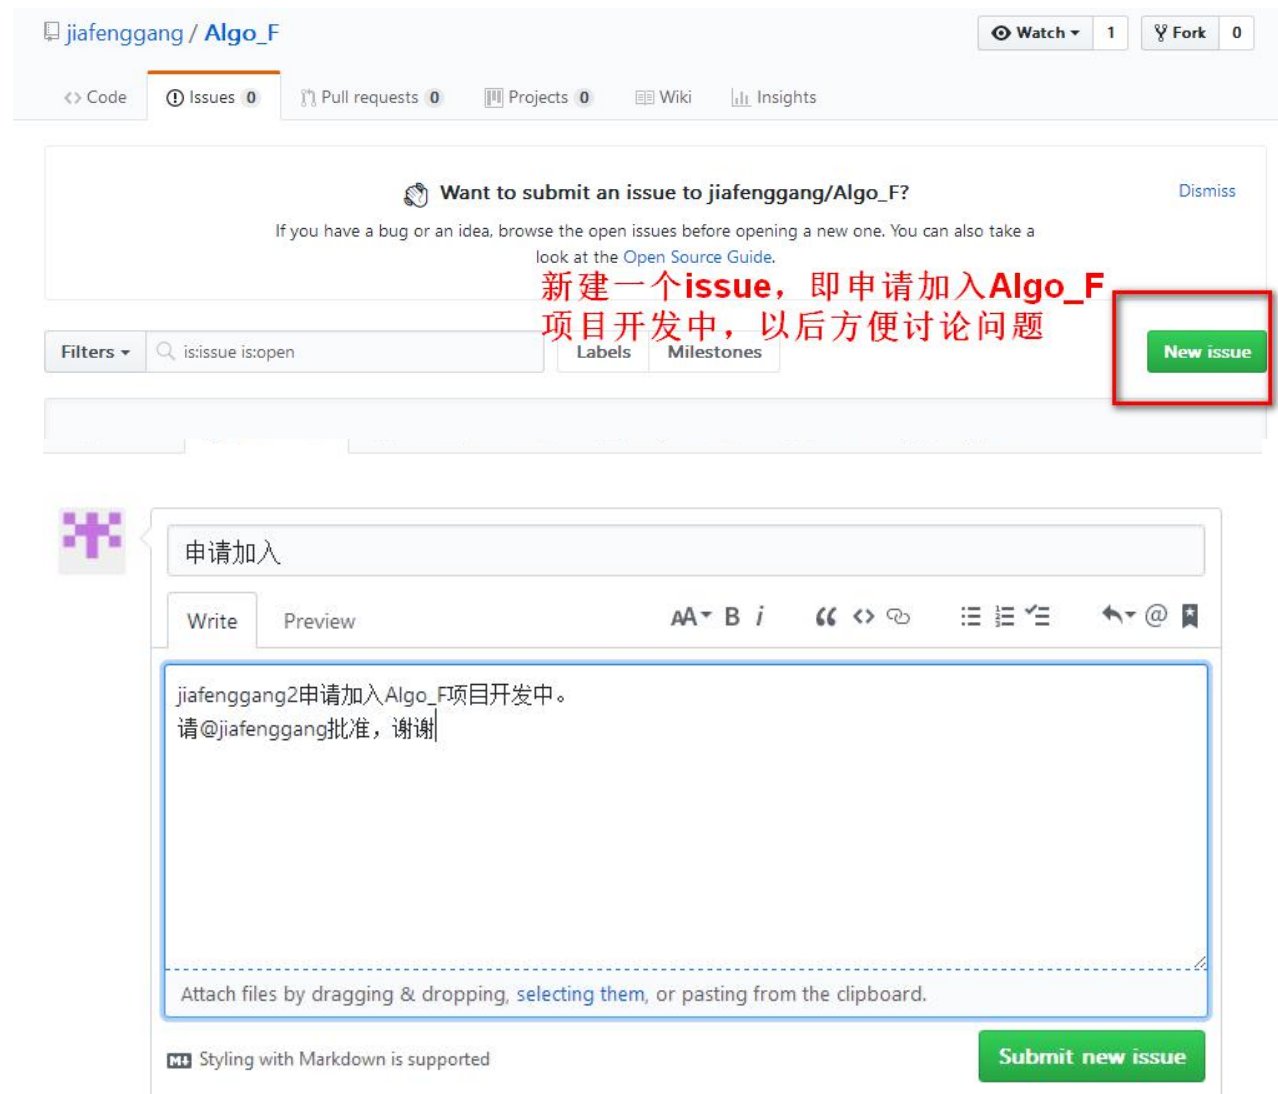 jiafenggang / Algo_F
Watch 1 Fork 0
Code Issues 0 Pull requests 0 Projects 0 Wiki Insights
Want to submit an issue to jiafenggang/Algo_F?
Dismiss
If you have a bug or an idea, browse the open issues before opening a new one. You can also take a
look at the Open Source Guide.
新建一个issue，即申请加入Algo_F
项目开发中，以后方便讨论问题
Filters is:issue is:open Labels Milestones New issue
申请加入
Write Preview AA B i
jiafenggang2申请加入Algo_F项目开发中。
请@jiafenggang批准，谢谢
Attach files by dragging & dropping, selecting them, or pasting from the clipboard.
Styling with Markdown is supported
Submit new issue